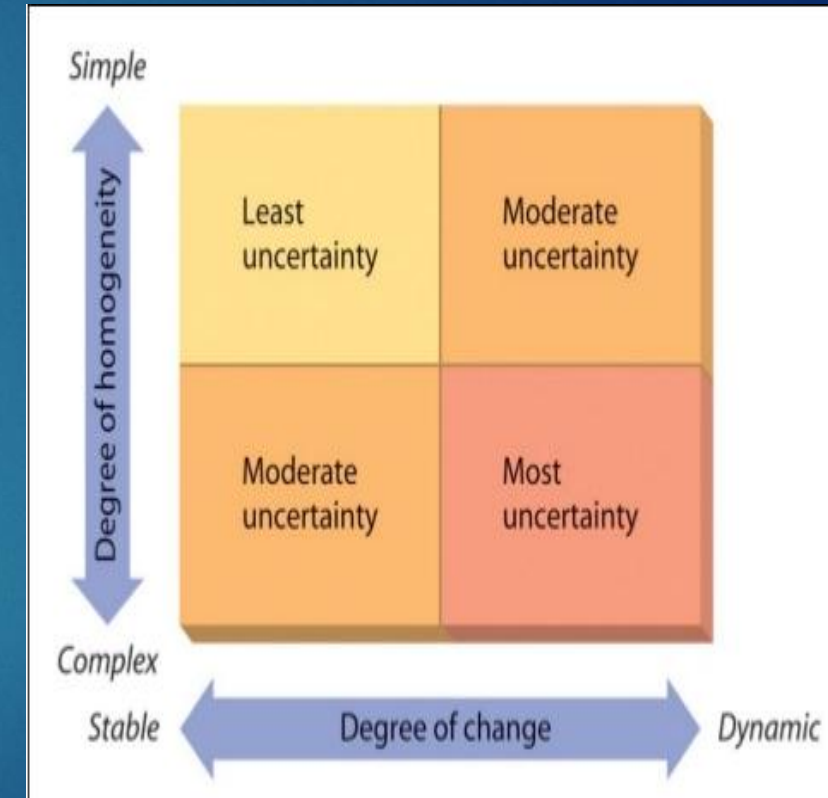 Simple
Degree of homogeneity
Least
uncertainty
Moderate
uncertainty
Moderate
uncertainty
Most
uncertainty
Complex
Stable
Degree of change
Dynamic